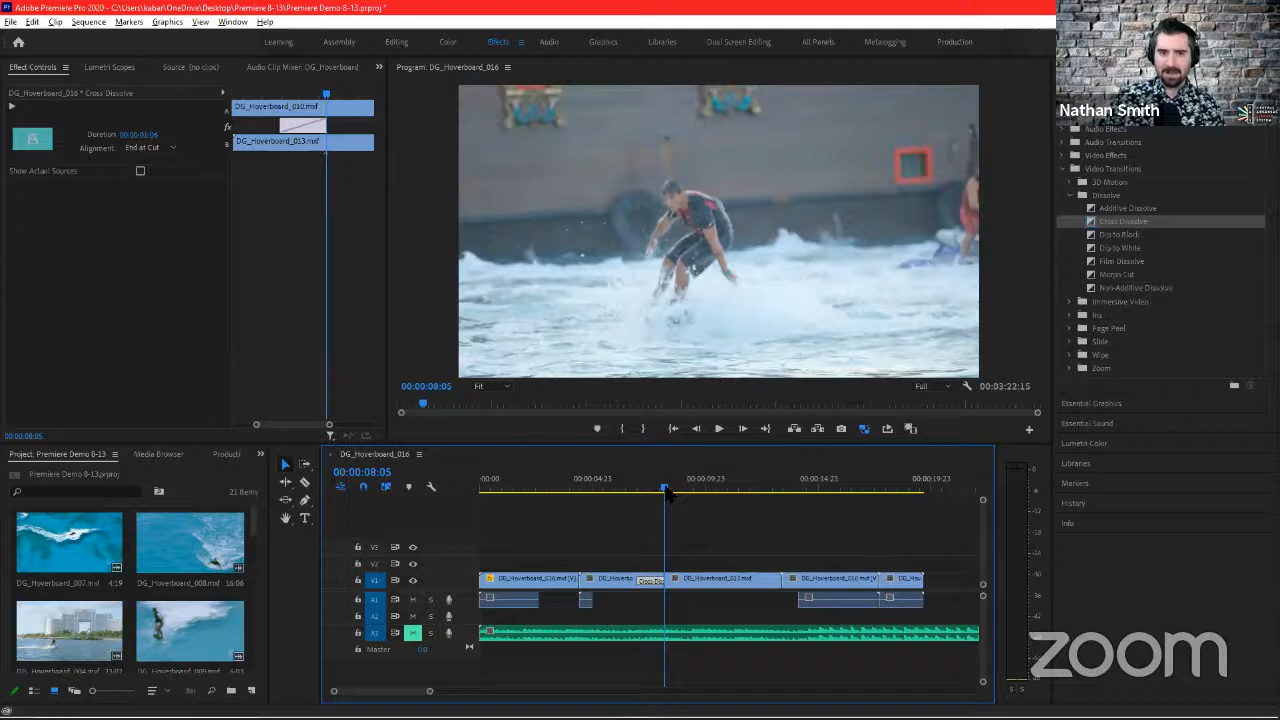 Adobe Premiere Pro 2020 - C:\Users\kabar\OneDrive\Desktop\Premiere 8-13\Premiere Demo 8-13.prproj *
File Edit Clip Sequence Markers Graphics View Window Help
Learning Assembly Editing Color Effects Audio Graphics Libraries Dual Screen Editing All Panels Metalogging Production
Effect Controls Lumetri Scopes Source: (no clips) Audio Clip Mixer: DG_Hoverboard Program: DG_Hoverboard_016
Nathan Smith
DG_Hoverboard_016 * Cross Dissolve
DG_Hoverboard_010.mxf
Duration 00:00:01:06
Alignment: End at Cut
DG_Hoverboard_013.mxf
Show Actual Sources
A
fx
B
Audio Effects
Audio Transitions
Video Effects
Video Transitions
3D Motion
Dissolve
Additive Dissolve
Cross Dissolve
Dip to Black
Dip to White
Film Dissolve
Morph Cut
Non-Additive Dissolve
Immersive Video
Iris
Page Peel
Slide
Wipe
Zoom
00:00:08:05 Fit Full 00:03:22:15
Essential Graphics
Essential Sound
Lumetri Color
Libraries
Markers
History
Info
00:00:08:05
Project: Premiere Demo 8-13 Media Browser Producti
Premiere Demo 8-13.prproj
21 Items
DG_Hoverboard_007.mxf 4:19
DG_Hoverboard_008.mxf 16:06
DG_Hoverboard_004.mxf 23:02
DG_Hoverboard_009.mxf 6:03
DG_Hoverboard_016
00:00:08:05
:00:00 00:00:04:23 00:00:09:23 00:00:14:23 00:00:19:23
V3
V2
V1 DG_Hoverboard_014.mxf [V] DG_Hoverbo Cross Diss DG_Hoverboard_013.mxf DG_Hoverboard_010.mxf [V DG_Hov
A1 M S
A2 M S
A3 M S
Master 0.0
S S
zoom